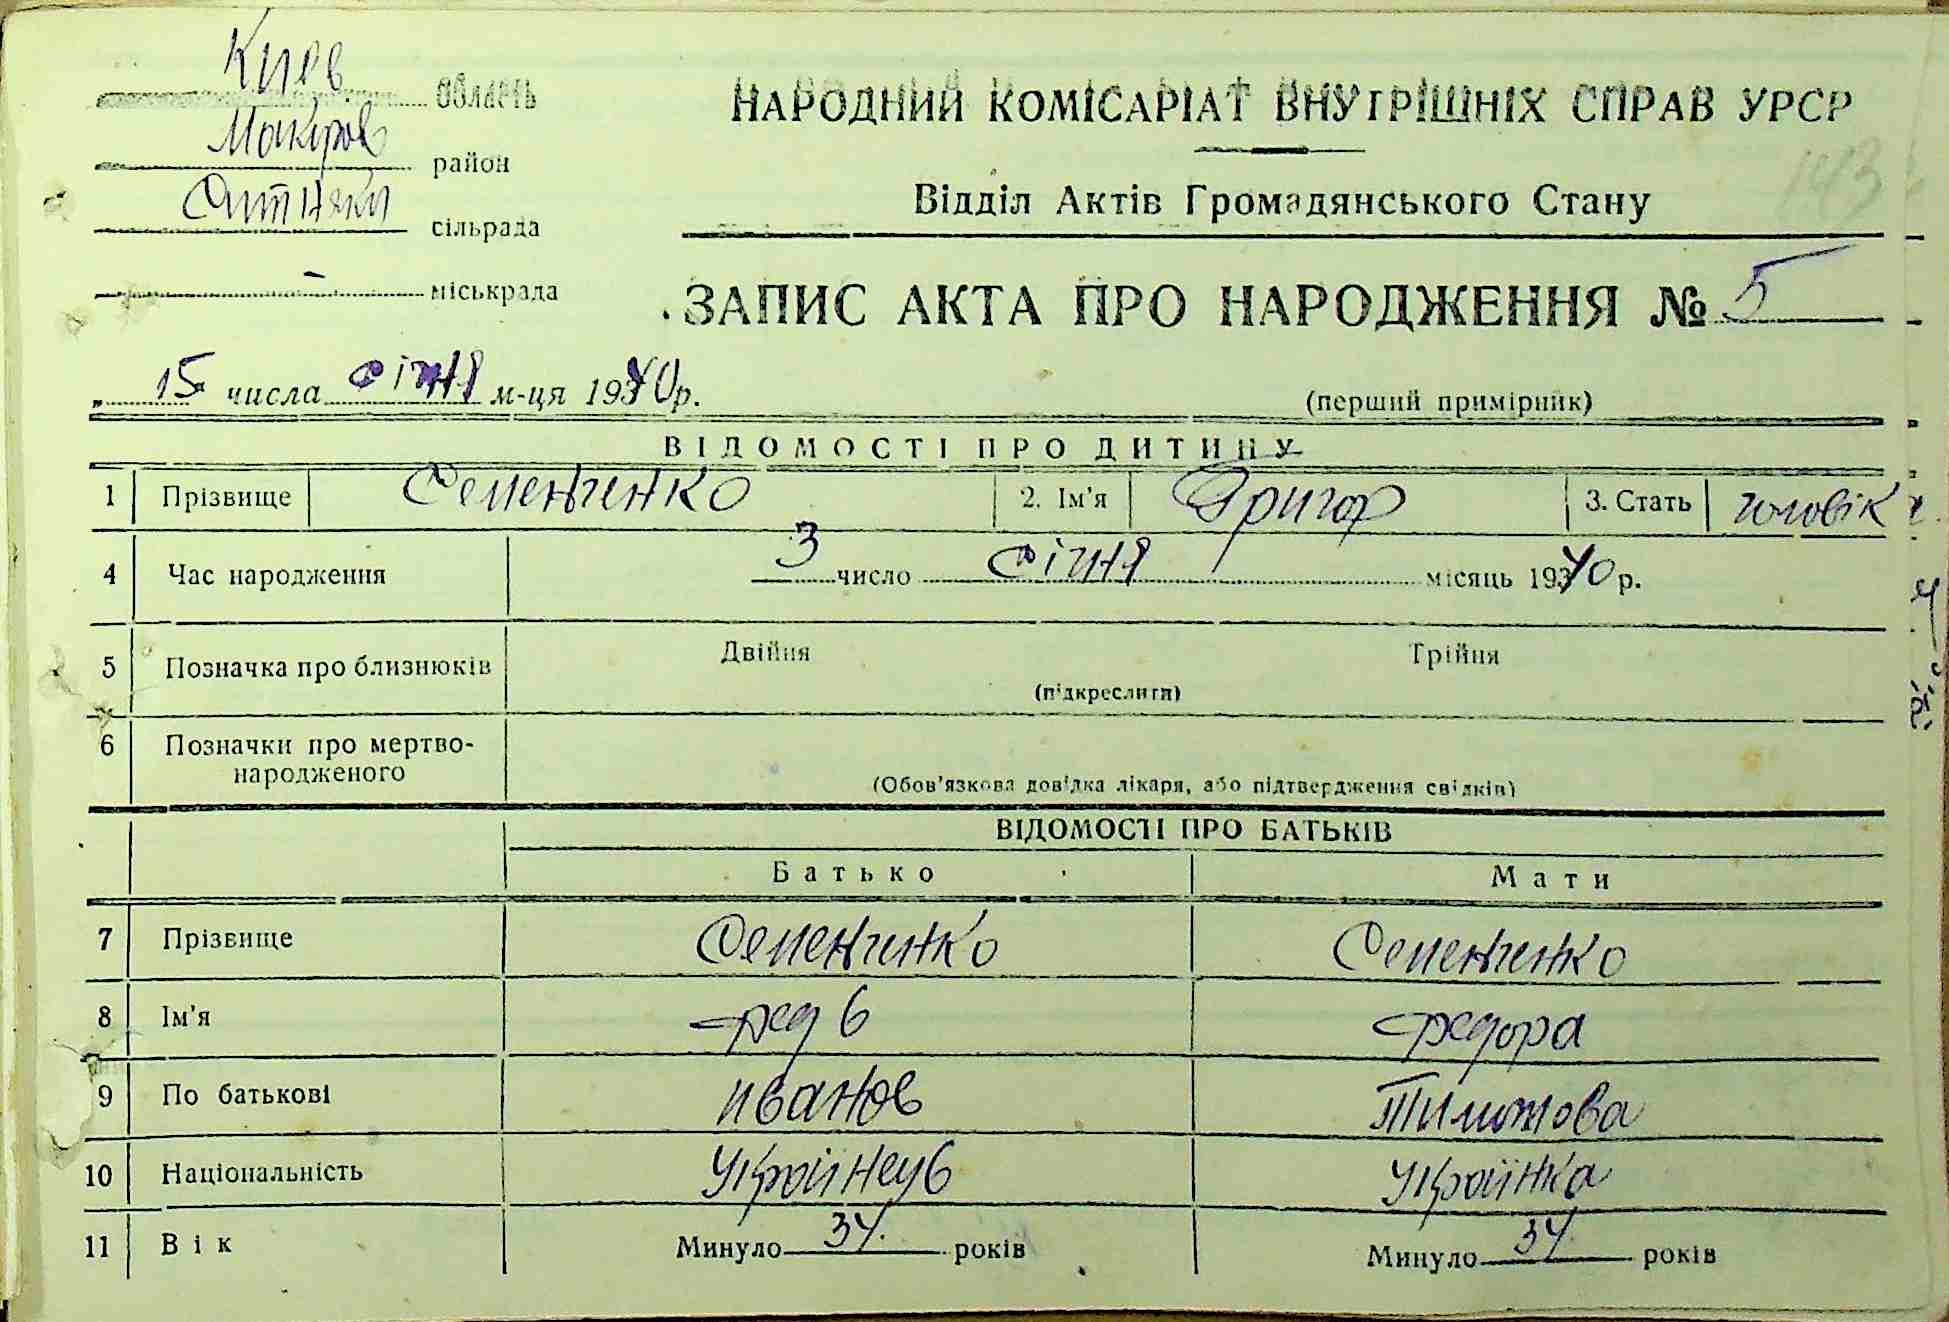 Київ область
Макаров район
Ситняки сільрада
- міськрада
НАРОДНИЙ КОМІСАРІАТ ВНУТРІШНІХ СПРАВ УРСР
143
Відділ Актів Громадянського Стану
ЗАПИС АКТА ПРО НАРОДЖЕННЯ № 5
„ 15 числа січня м-ця 1940 р.
(перший примірник)
ВІДОМОСТІ ПРО ДИТИНУ
1 Прізвище Семенченко 2. Ім'я Григор 3. Стать чоловік
4 Час народження 3 число січня місяць 1940 р.
5 Позначка про близнюків Двійня Трійня
(підкреслити)
6 Позначки про мертво-
народженого
(Обов'язкова довідка лікаря, або підтвердження свідків)
ВІДОМОСТІ ПРО БАТЬКІВ
Батько Мати
7 Прізвище Семенченко Семенченко
8 Ім'я Федь Федора
9 По батькові Иванов
10 Національність Українець Українка
11 Вік Минуло 34 років Минуло 34 років